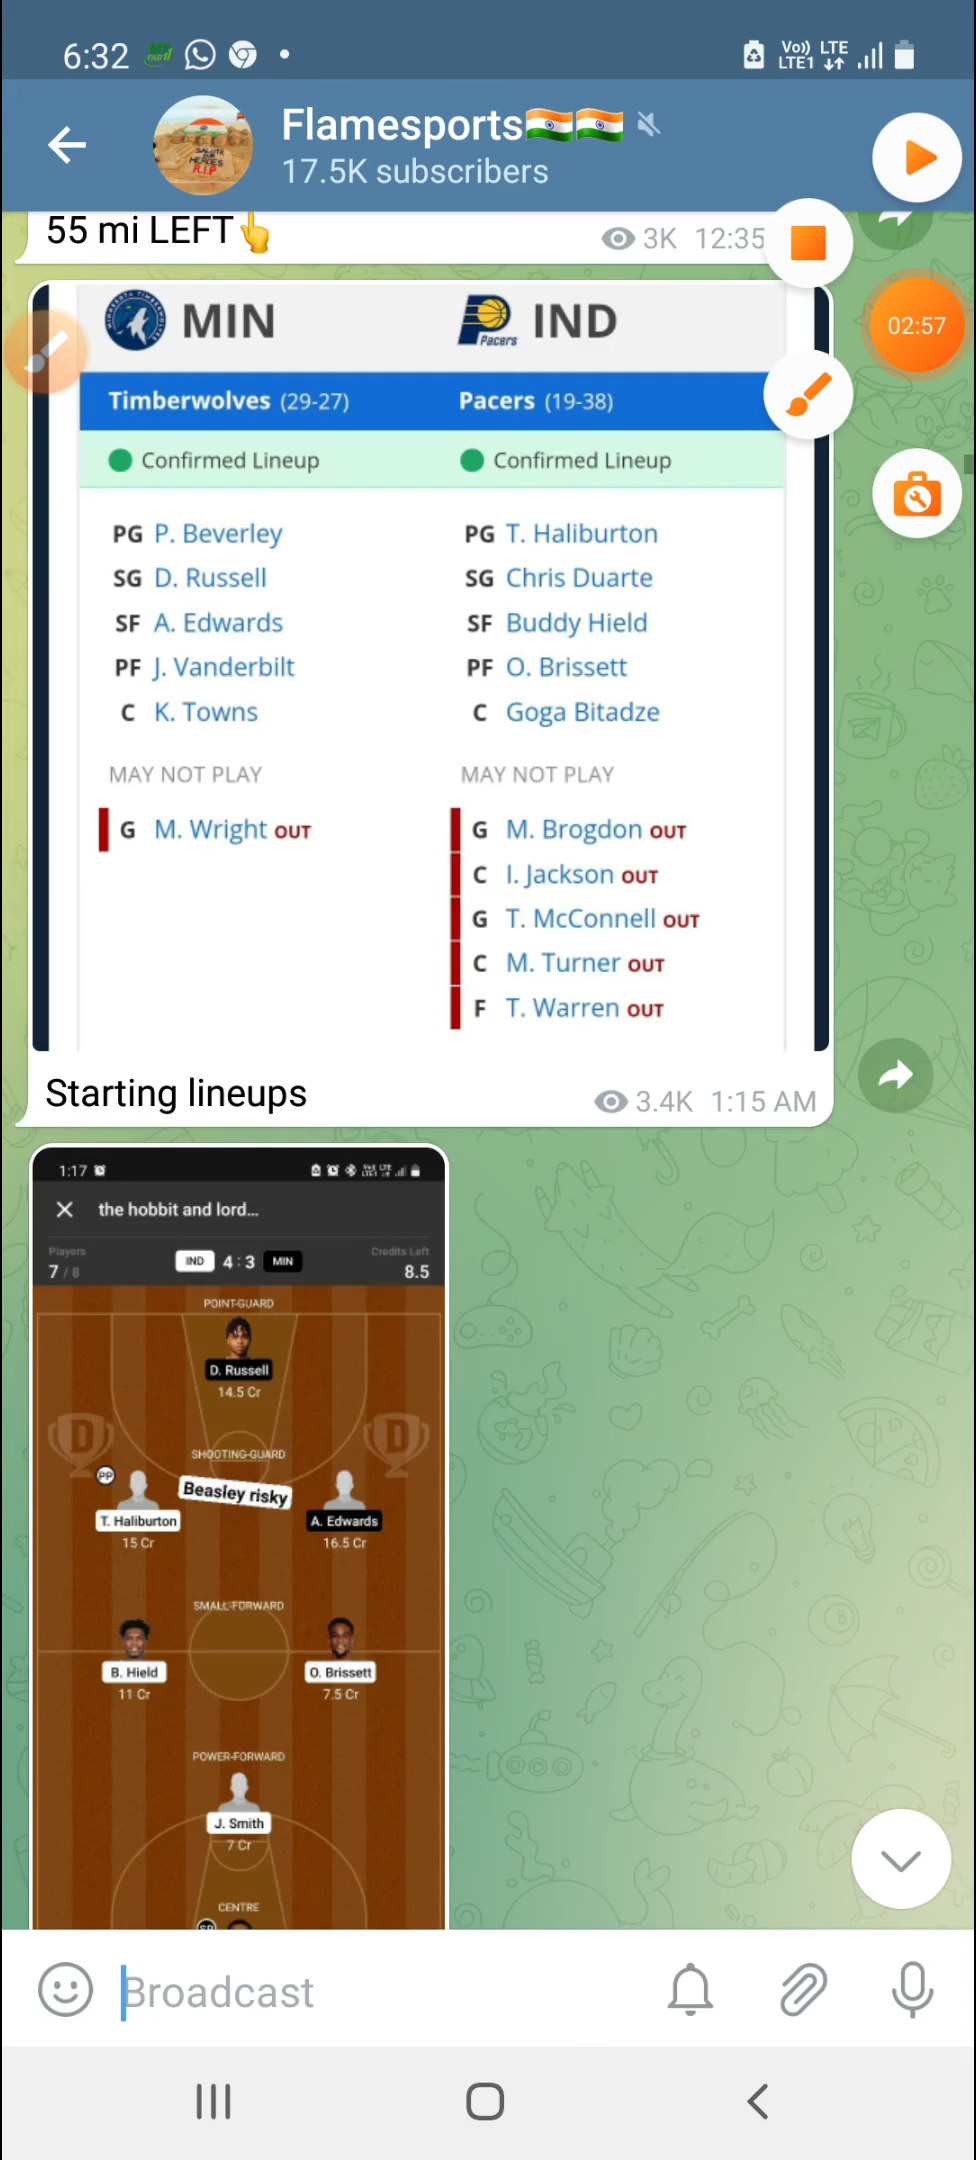 6:32
Vo)) LTE
LTE1
Flamesports🇮🇳🇮🇳
17.5K subscribers
SALUTE
OUR
HEROES
R.I.P
55 mi LEFT👆
3K 12:35
02:57
MIN
IND
Pacers
Timberwolves (29-27)
Pacers (19-38)
Confirmed Lineup
Confirmed Lineup
PG P. Beverley
PG T. Haliburton
SG D. Russell
SG Chris Duarte
SF A. Edwards
SF Buddy Hield
PF J. Vanderbilt
PF O. Brissett
C K. Towns
C Goga Bitadze
MAY NOT PLAY
MAY NOT PLAY
G M. Wright OUT
G M. Brogdon OUT
C I. Jackson OUT
G T. McConnell OUT
C M. Turner OUT
F T. Warren OUT
Starting lineups
3.4K 1:15 AM
1:17
the hobbit and lord...
Players
7 / 8
IND 4 : 3 MIN
Credits Left
8.5
POINT-GUARD
D. Russell
14.5 Cr
SHOOTING-GUARD
Beasley risky
PP
T. Haliburton
15 Cr
A. Edwards
16.5 Cr
SMALL-FORWARD
B. Hield
11 Cr
O. Brissett
7.5 Cr
POWER-FORWARD
J. Smith
7 Cr
CENTRE
Broadcast